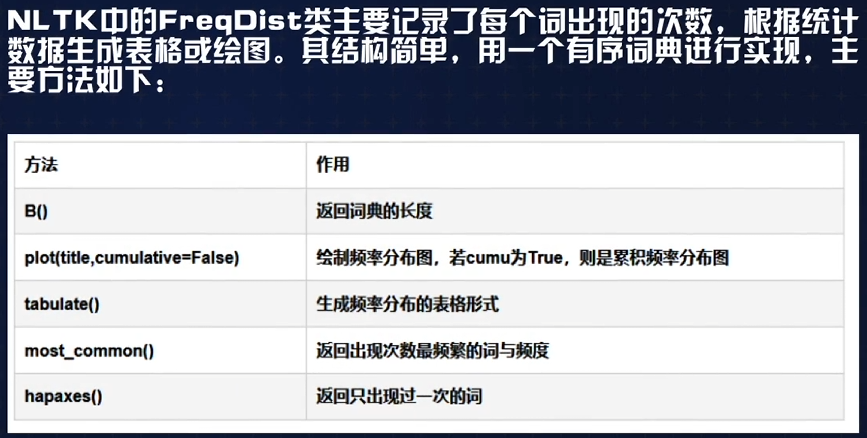 NLTK中的FreqDist类主要记录了每个词出现的次数，根据统计
数据生成表格或绘图。其结构简单，用一个有序词典进行实现，主
要方法如下：
方法 作用
B() 返回词典的长度
plot(title,cumulative=False) 绘制频率分布图，若cumu为True，则是累积频率分布图
tabulate() 生成频率分布的表格形式
most_common() 返回出现次数最频繁的词与频度
hapaxes() 返回只出现过一次的词